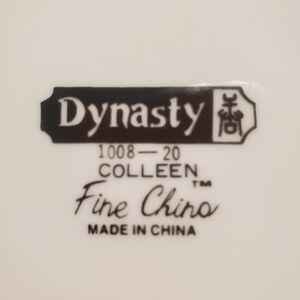 Dynasty
1008-20
COLLEEN
Fine China™
MADE IN CHINA